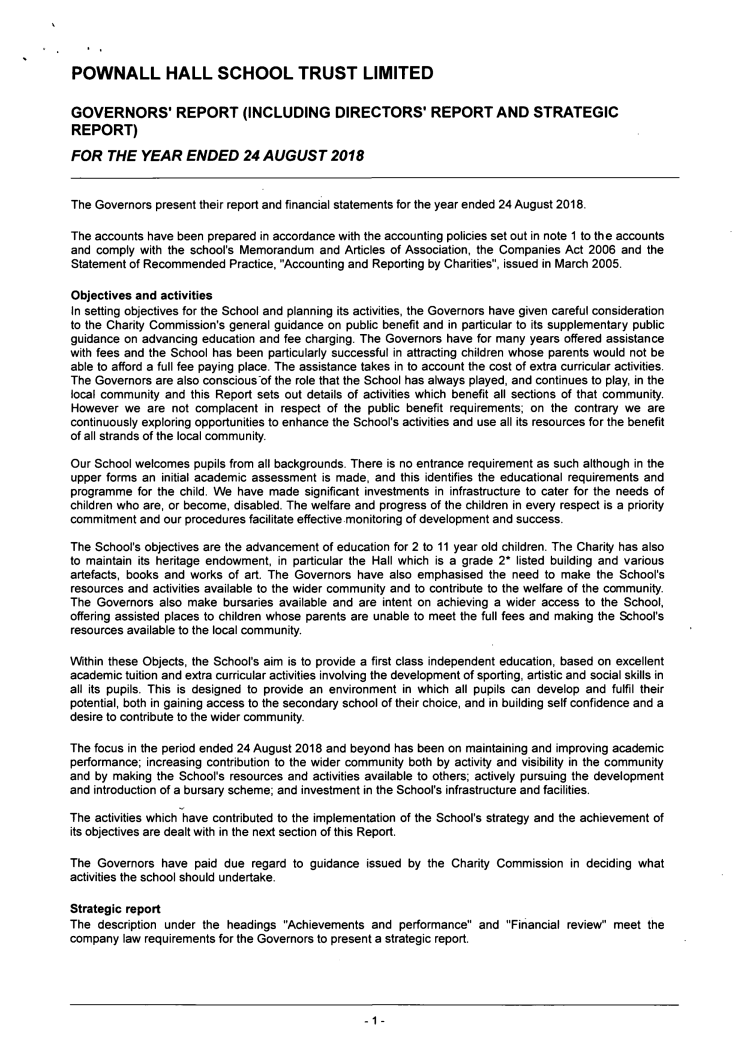 POWNALL HALL SCHOOL TRUST LIMITED
GOVERNORS' REPORT (INCLUDING DIRECTORS' REPORT AND STRATEGIC
REPORT)
FOR THE YEAR ENDED 24 AUGUST 2018
The Governors present their report and financial statements for the year ended 24 August 2018.
The accounts have been prepared in accordance with the accounting policies set out in note 1 to the accounts
and comply with the school's Memorandum and Articles of Association, the Companies Act 2006 and the
Statement of Recommended Practice, "Accounting and Reporting by Charities", issued in March 2005.
Objectives and activities
In setting objectives for the School and planning its activities, the Governors have given careful consideration
to the Charity Commission's general guidance on public benefit and in particular to its supplementary public
guidance on advancing education and fee charging. The Governors have for many years offered assistance
with fees and the School has been particularly successful in attracting children whose parents would not be
able to afford a full fee paying place. The assistance takes in to account the cost of extra curricular activities.
The Governors are also conscious of the role that the School has always played, and continues to play, in the
local community and this Report sets out details of activities which benefit all sections of that community.
However we are not complacent in respect of the public benefit requirements; on the contrary we are
continuously exploring opportunities to enhance the School's activities and use all its resources for the benefit
of all strands of the local community.
Our School welcomes pupils from all backgrounds. There is no entrance requirement as such although in the
upper forms an initial academic assessment is made, and this identifies the educational requirements and
programme for the child. We have made significant investments in infrastructure to cater for the needs of
children who are, or become, disabled. The welfare and progress of the children in every respect is a priority
commitment and our procedures facilitate effective monitoring of development and success.
The School's objectives are the advancement of education for 2 to 11 year old children. The Charity has also
to maintain its heritage endowment, in particular the Hall which is a grade 2* listed building and various
artefacts, books and works of art. The Governors have also emphasised the need to make the School's
resources and activities available to the wider community and to contribute to the welfare of the community.
The Governors also make bursaries available and are intent on achieving a wider access to the School,
offering assisted places to children whose parents are unable to meet the full fees and making the School's
resources available to the local community.
Within these Objects, the School's aim is to provide a first class independent education, based on excellent
academic tuition and extra curricular activities involving the development of sporting, artistic and social skills in
all its pupils. This is designed to provide an environment in which all pupils can develop and fulfil their
potential, both in gaining access to the secondary school of their choice, and in building self confidence and a
desire to contribute to the wider community.
The focus in the period ended 24 August 2018 and beyond has been on maintaining and improving academic
performance; increasing contribution to the wider community both by activity and visibility in the community
and by making the School's resources and activities available to others; actively pursuing the development
and introduction of a bursary scheme; and investment in the School's infrastructure and facilities.
The activities which have contributed to the implementation of the School's strategy and the achievement of
its objectives are dealt with in the next section of this Report.
The Governors have paid due regard to guidance issued by the Charity Commission in deciding what
activities the school should undertake.
Strategic report
The description under the headings "Achievements and performance" and "Financial review" meet the
company law requirements for the Governors to present a strategic report.
- 1 -